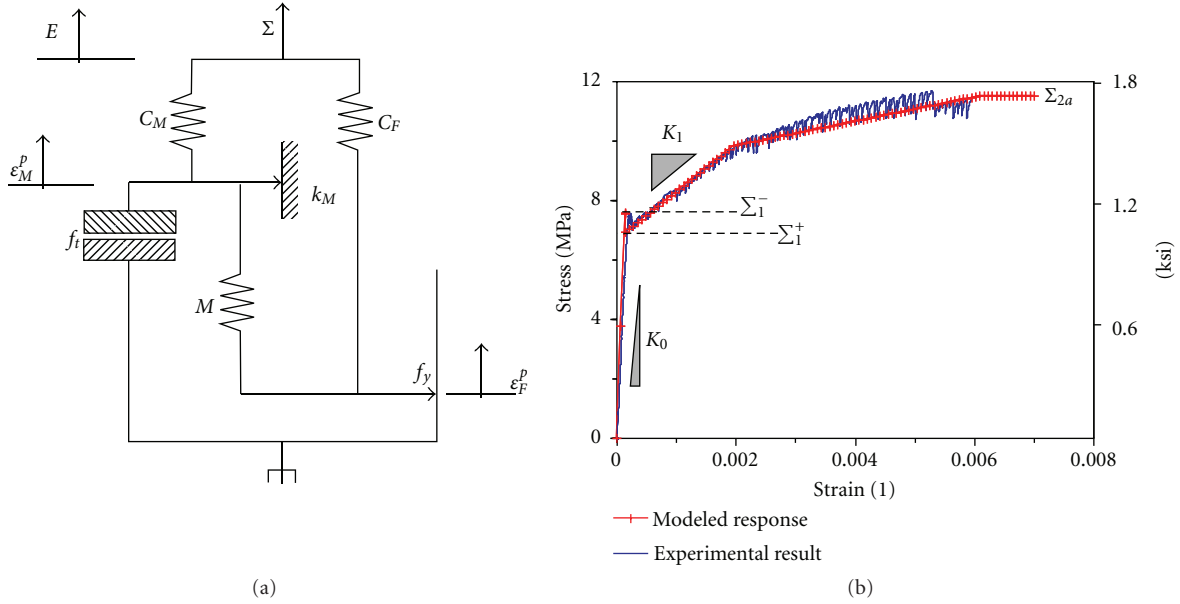 E
Σ
C_M
C_F
ε_M^p
k_M
f_t
M
f_y
ε_F^p
(a)
12
8
4
0
Stress (MPa)
1.8
1.2
0.6
(ksi)
Σ_{2a}
K_1
Σ_1^-
Σ_1^+
K_0
0
0.002
0.004
0.006
0.008
Strain (1)
Modeled response
Experimental result
(b)